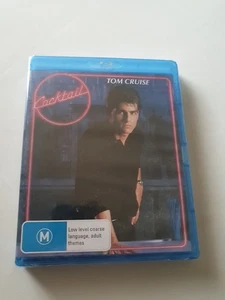 TOM CRUISE
Cocktail
M
Low level coarse
language, adult
themes